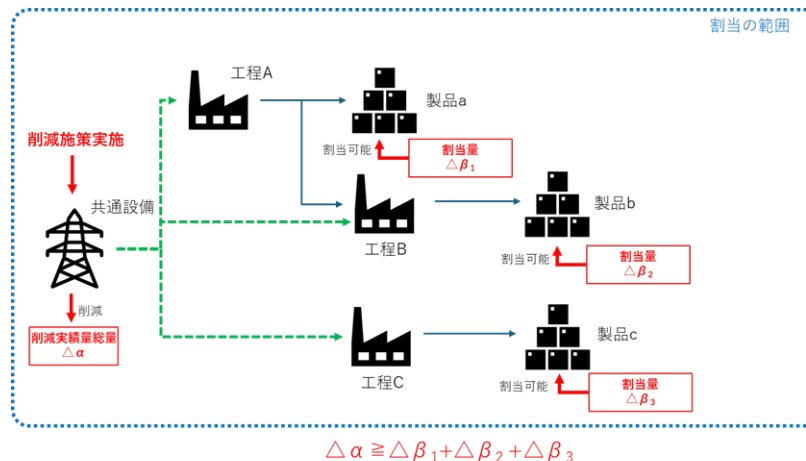 割当の範囲
工程A
製品a
削減施策実施
割当可能
割当量
△β₁
共通設備
製品b
工程B
割当可能
割当量
△β₂
削減
削減実績量総量
△α
製品c
工程C
割当可能
割当量
△β₃
△α≧△β₁+△β₂+△β₃